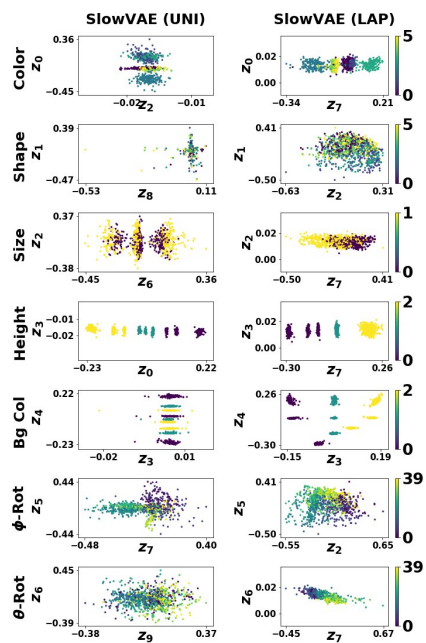 SlowVAE (UNI) SlowVAE (LAP)
Color
z0
0.36
−0.45
−0.02 −0.01
z2
z0
0.02
0.00
−0.34 0.21
z7
5
0
Shape
z1
0.39
−0.47
−0.53 0.11
z8
z1
0.41
−0.50
−0.63 0.31
z2
5
0
Size
z2
0.37
−0.38
−0.45 0.36
z6
z2
0.02
0.00
−0.50 0.41
z7
1
0
Height
z3
−0.01
−0.02
−0.23 0.22
z0
z3
0.02
0.00
−0.30 0.26
z7
2
0
Bg Col
z4
0.22
−0.23
−0.02 0.01
z3
z4
0.26
−0.30
−0.15 0.19
z3
2
0
ϕ-Rot
z5
0.44
−0.44
−0.48 0.40
z7
z5
0.41
−0.50
−0.55 0.65
z2
39
0
θ-Rot
z6
0.45
−0.39
−0.38 0.37
z9
z6
0.02
0.00
−0.45 0.67
z7
39
0